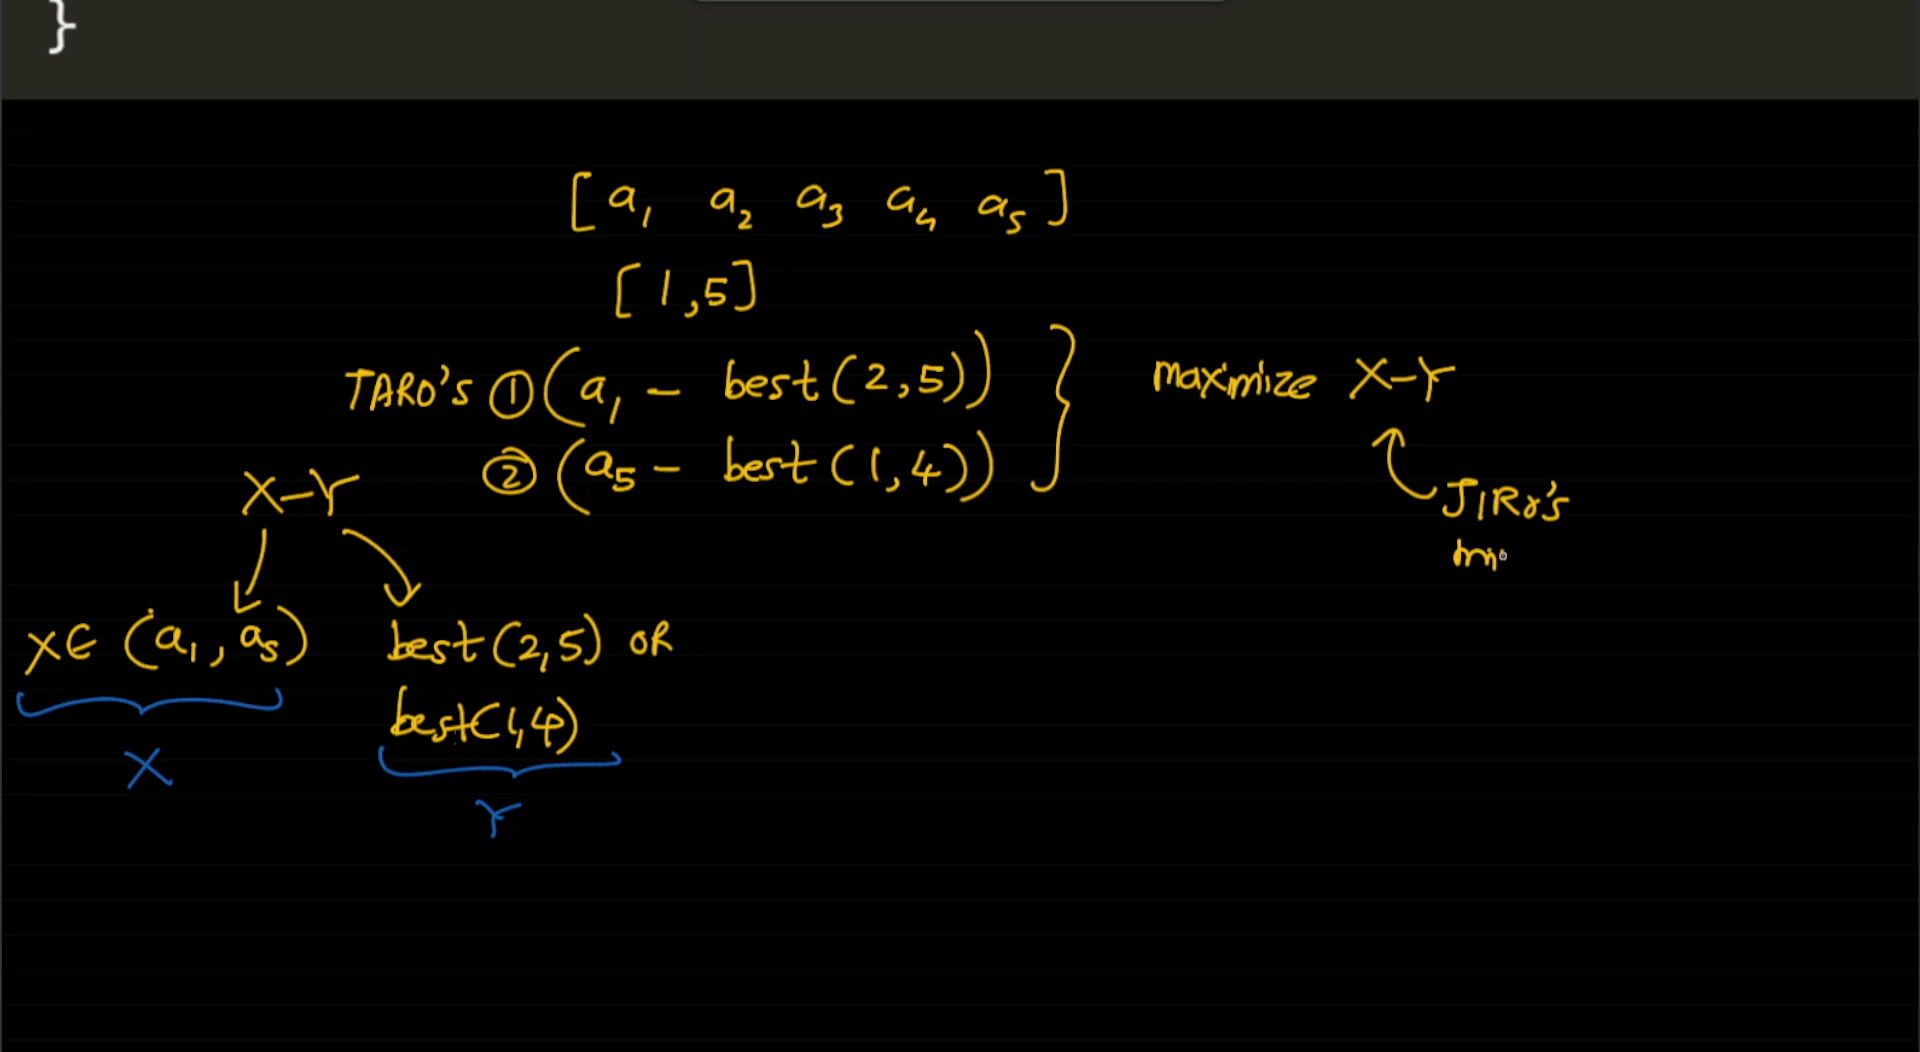 }
[ a₁ a₂ a₃ a₄ a₅ ]
[ 1,5 ]
TARO'S ① (a₁ - best(2,5)) } maximize X-Y
② (a₅ - best(1,4))
X-Y
JIRO's
X ∈ (a₁, a₅) best(2,5) OR
best(1,4)
X
Y